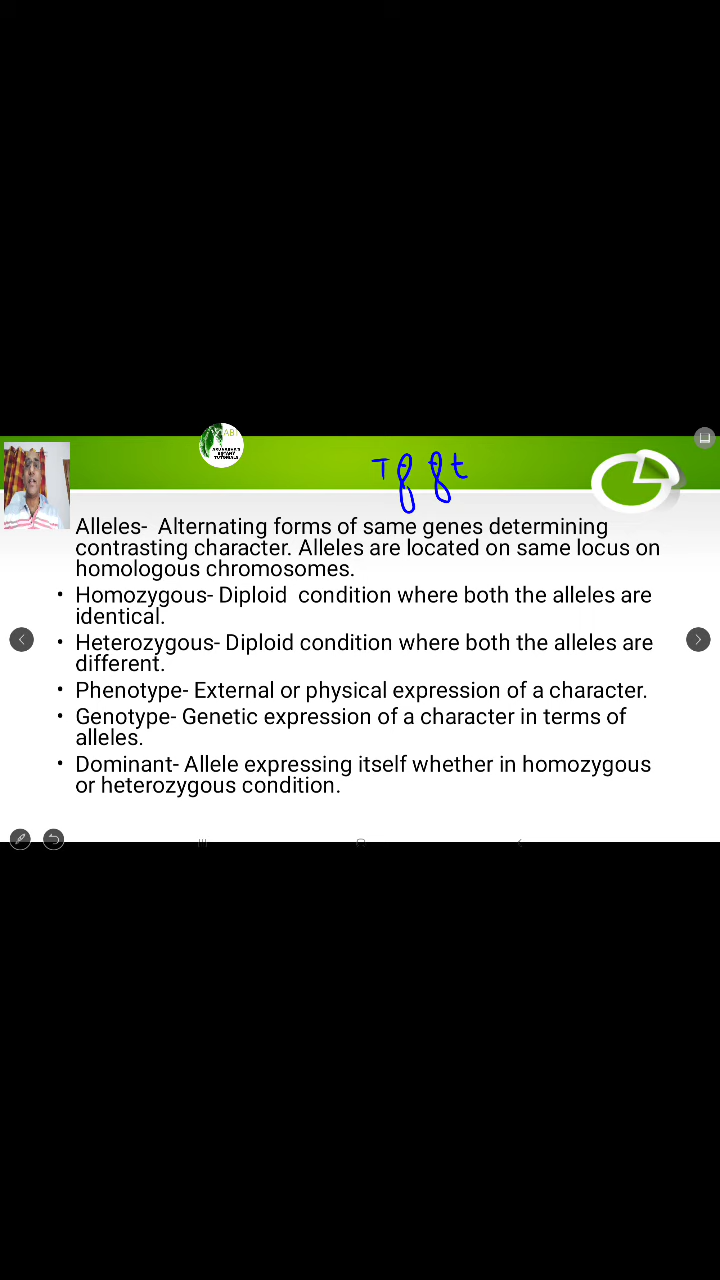 AB
T t
Alleles- Alternating forms of same genes determining
contrasting character. Alleles are located on same locus on
homologous chromosomes.
• Homozygous- Diploid condition where both the alleles are
identical.
• Heterozygous- Diploid condition where both the alleles are
different.
• Phenotype- External or physical expression of a character.
• Genotype- Genetic expression of a character in terms of
alleles.
• Dominant- Allele expressing itself whether in homozygous
or heterozygous condition.